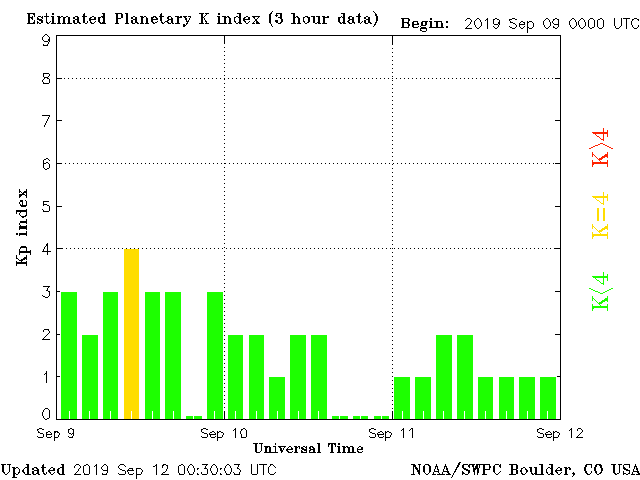 Estimated Planetary K index (3 hour data)
Begin: 2019 Sep 09 0000 UTC
9
8
7
6
5
4
3
2
1
0
Kp index
K>4
K=4
K<4
Sep 9
Sep 10
Sep 11
Sep 12
Universal Time
Updated 2019 Sep 12 00:30:03 UTC
NOAA/SWPC Boulder, CO USA